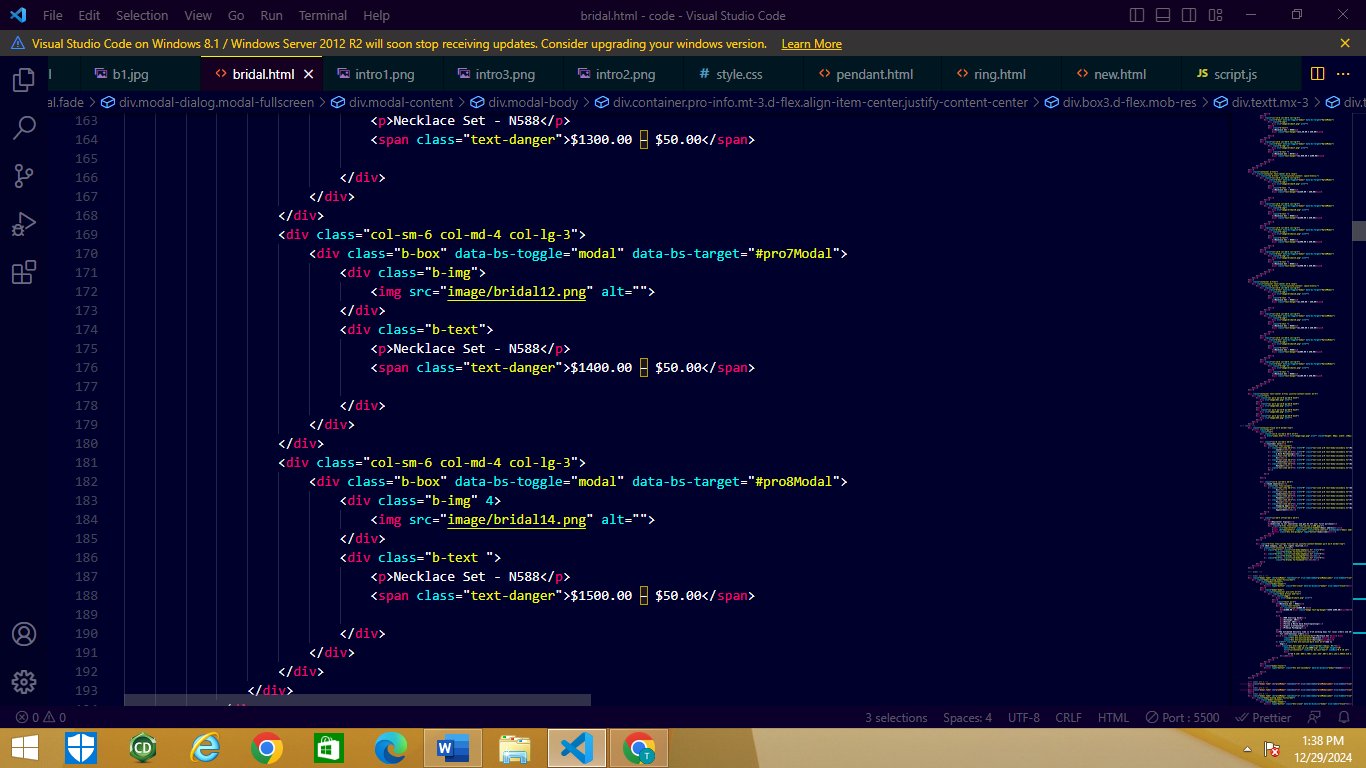 File Edit Selection View Go Run Terminal Help bridal.html - code - Visual Studio Code
Visual Studio Code on Windows 8.1 / Windows Server 2012 R2 will soon stop receiving updates. Consider upgrading your windows version. Learn More
b1.jpg bridal.html intro1.png intro3.png intro2.png # style.css pendant.html ring.html new.html JS script.js
al.fade > div.modal-dialog.modal-fullscreen > div.modal-content > div.modal-body > div.container.pro-info.mt-3.d-flex.align-item-center.justify-content-center > div.box3.d-flex.mob-res > div.textt.mx-3 > div.t
163 <p>Necklace Set - N588</p>
164 <span class="text-danger">$1300.00 – $50.00</span>
165
166 </div>
167 </div>
168 </div>
169 <div class="col-sm-6 col-md-4 col-lg-3">
170 <div class="b-box" data-bs-toggle="modal" data-bs-target="#pro7Modal">
171 <div class="b-img">
172 <img src="image/bridal12.png" alt="">
173 </div>
174 <div class="b-text">
175 <p>Necklace Set - N588</p>
176 <span class="text-danger">$1400.00 – $50.00</span>
177
178 </div>
179 </div>
180 </div>
181 <div class="col-sm-6 col-md-4 col-lg-3">
182 <div class="b-box" data-bs-toggle="modal" data-bs-target="#pro8Modal">
183 <div class="b-img" 4>
184 <img src="image/bridal14.png" alt="">
185 </div>
186 <div class="b-text ">
187 <p>Necklace Set - N588</p>
188 <span class="text-danger">$1500.00 – $50.00</span>
189
190 </div>
191 </div>
192 </div>
193 </div>
0 0 3 selections Spaces: 4 UTF-8 CRLF HTML Port : 5500 Prettier
CD W T
1:38 PM
12/29/2024